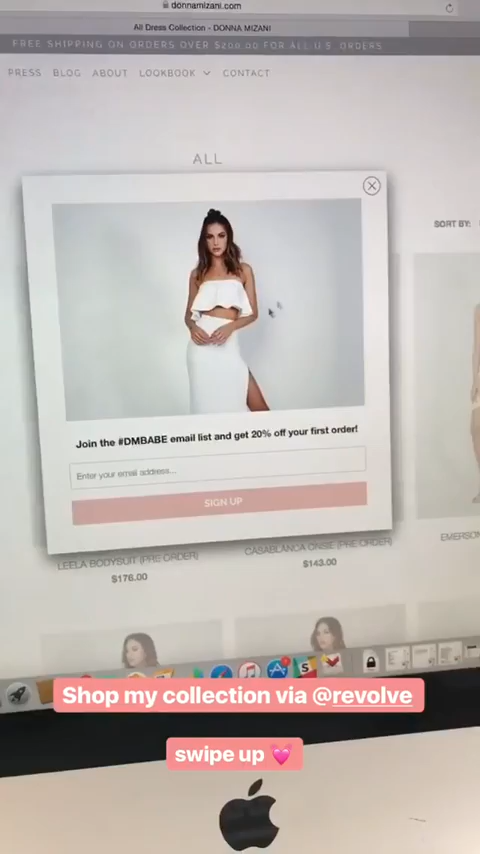 donnamizani.com
All Dress Collection - DONNA MIZANI
FREE SHIPPING ON ORDERS OVER $200.00 FOR ALL U.S. ORDERS
PRESS BLOG ABOUT LOOKBOOK CONTACT
ALL
SORT BY:
Join the #DMBABE email list and get 20% off your first order!
Enter your email address...
SIGN UP
LEELA BODYSUIT (PRE ORDER) CASABLANCA ONSIE (PRE ORDER) EMERSON
$176.00 $143.00
Shop my collection via @revolve
swipe up 💓